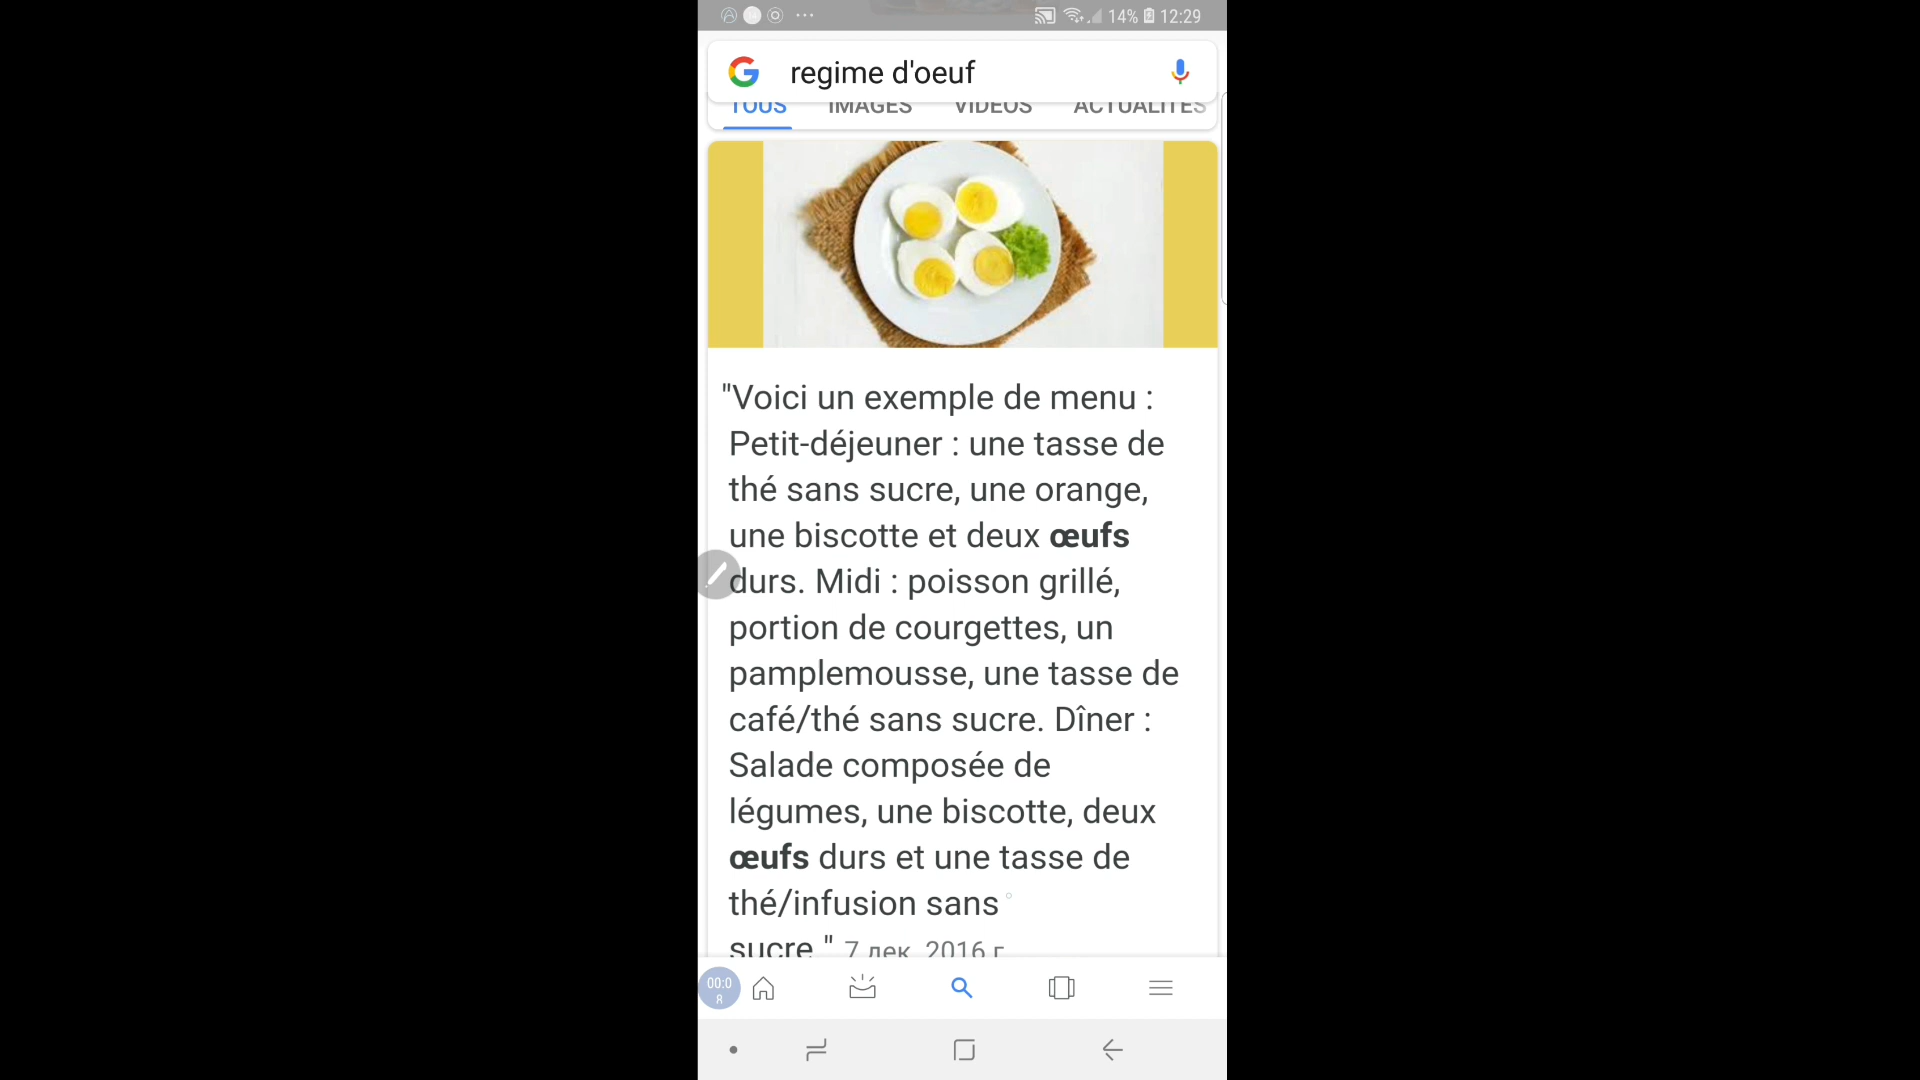 14% 12:29
regime d'oeuf
TOUS IMAGES VIDÉOS ACTUALITÉS
"Voici un exemple de menu :
Petit-déjeuner : une tasse de
thé sans sucre, une orange,
une biscotte et deux œufs
durs. Midi : poisson grillé,
portion de courgettes, un
pamplemousse, une tasse de
café/thé sans sucre. Dîner :
Salade composée de
légumes, une biscotte, deux
œufs durs et une tasse de
thé/infusion sans
sucre." 7 дек. 2016 г.
00:0